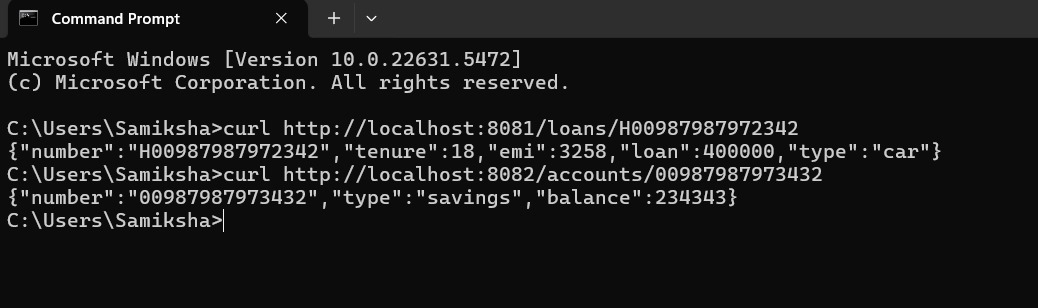 Command Prompt
Microsoft Windows [Version 10.0.22631.5472]
(c) Microsoft Corporation. All rights reserved.
C:\Users\Samiksha>curl http://localhost:8081/loans/H00987987972342
{"number":"H00987987972342","tenure":18,"emi":3258,"loan":400000,"type":"car"}
C:\Users\Samiksha>curl http://localhost:8082/accounts/00987987973432
{"number":"00987987973432","type":"savings","balance":234343}
C:\Users\Samiksha>